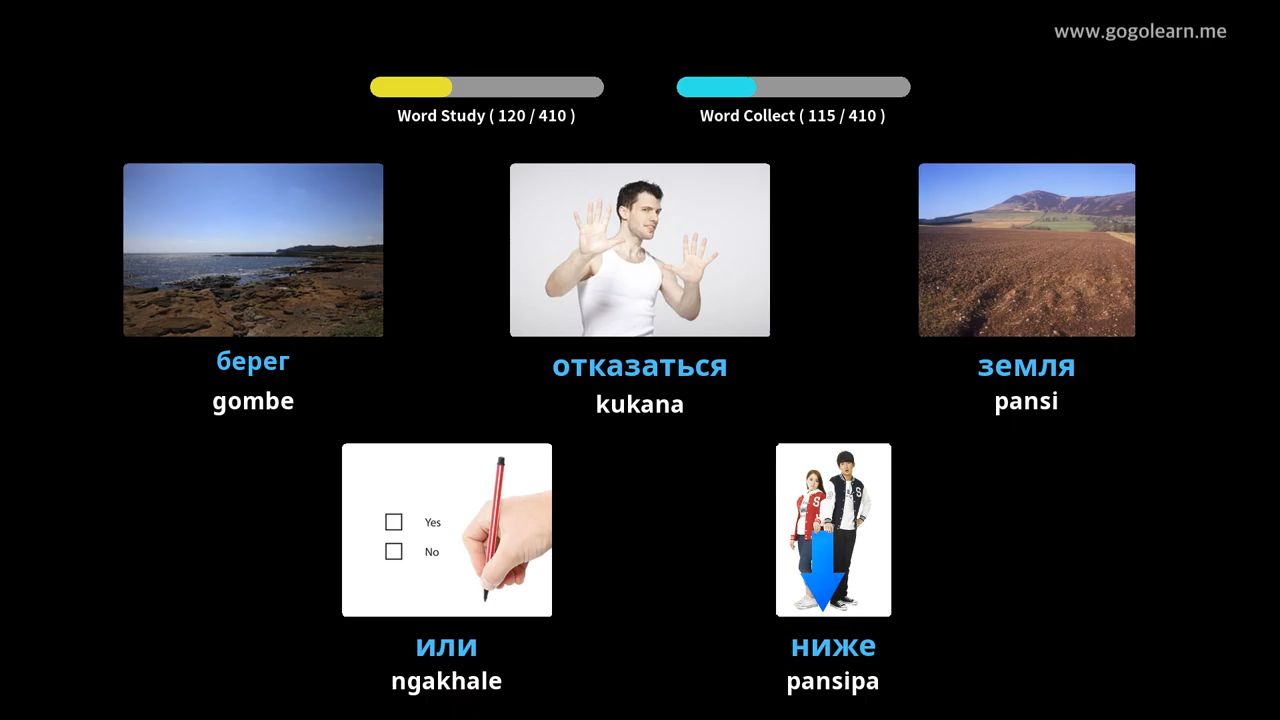 www.gogolearn.me
Word Study ( 120 / 410 )
Word Collect ( 115 / 410 )
берег
отказаться
земля
gombe
kukana
pansi
Yes
No
S
S
или
ниже
ngakhale
pansipa